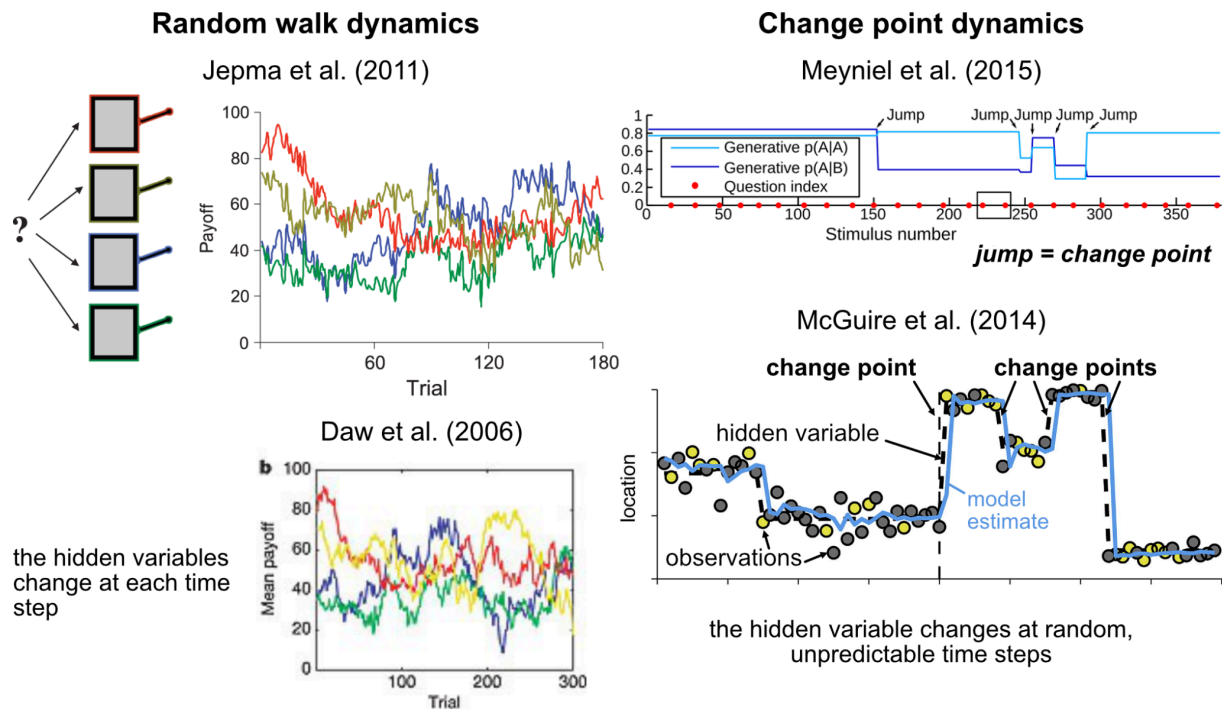 Random walk dynamics
Jepma et al. (2011)
?
100
80
60
40
20
0
Payoff
60
120
180
Trial
Daw et al. (2006)
b
100
80
60
40
20
0
Mean payoff
100
200
300
Trial
the hidden variables
change at each time
step
Change point dynamics
Meyniel et al. (2015)
Jump
Jump
Jump
Jump
Jump
1
0.8
0.6
0.4
0.2
0
Generative p(A|A)
Generative p(A|B)
Question index
0
50
100
150
200
250
300
350
Stimulus number
jump = change point
McGuire et al. (2014)
change point
change points
hidden variable
model
estimate
location
observations
the hidden variable changes at random,
unpredictable time steps